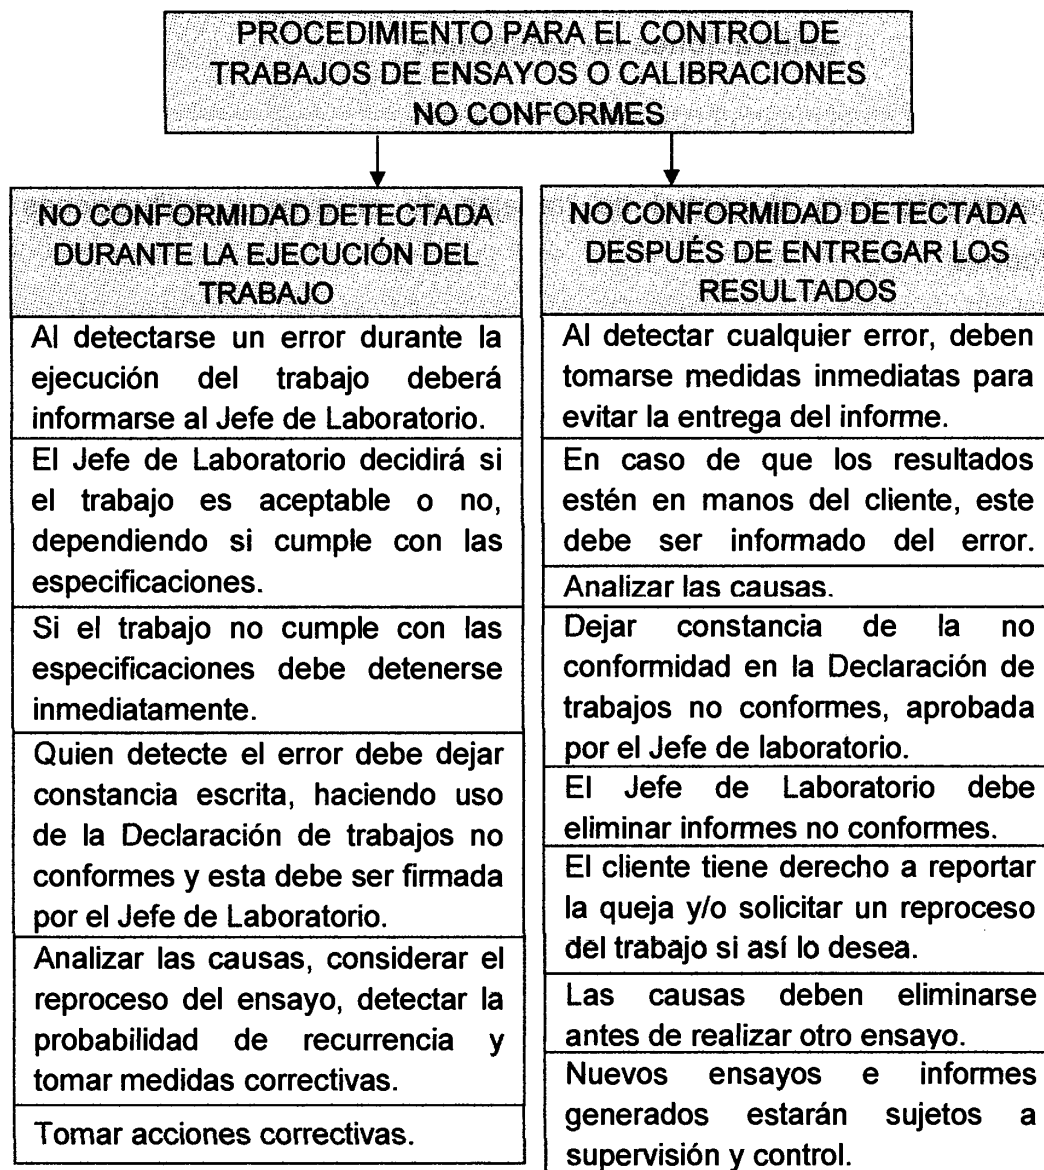 PROCEDIMIENTO PARA EL CONTROL DE
TRABAJOS DE ENSAYOS O CALIBRACIONES
NO CONFORMES
NO CONFORMIDAD DETECTADA
DURANTE LA EJECUCIÓN DEL
TRABAJO
Al detectarse un error durante la
ejecución del trabajo deberá
informarse al Jefe de Laboratorio.
El Jefe de Laboratorio decidirá si
el trabajo es aceptable o no,
dependiendo si cumple con las
especificaciones.
Si el trabajo no cumple con las
especificaciones debe detenerse
inmediatamente.
Quien detecte el error debe dejar
constancia escrita, haciendo uso
de la Declaración de trabajos no
conformes y esta debe ser firmada
por el Jefe de Laboratorio.
Analizar las causas, considerar el
reproceso del ensayo, detectar la
probabilidad de recurrencia y
tomar medidas correctivas.
Tomar acciones correctivas.
NO CONFORMIDAD DETECTADA
DESPUÉS DE ENTREGAR LOS
RESULTADOS
Al detectar cualquier error, deben
tomarse medidas inmediatas para
evitar la entrega del informe.
En caso de que los resultados
estén en manos del cliente, este
debe ser informado del error.
Analizar las causas.
Dejar constancia de la no
conformidad en la Declaración de
trabajos no conformes, aprobada
por el Jefe de laboratorio.
El Jefe de Laboratorio debe
eliminar informes no conformes.
El cliente tiene derecho a reportar
la queja y/o solicitar un reproceso
del trabajo si así lo desea.
Las causas deben eliminarse
antes de realizar otro ensayo.
Nuevos ensayos e informes
generados estarán sujetos a
supervisión y control.